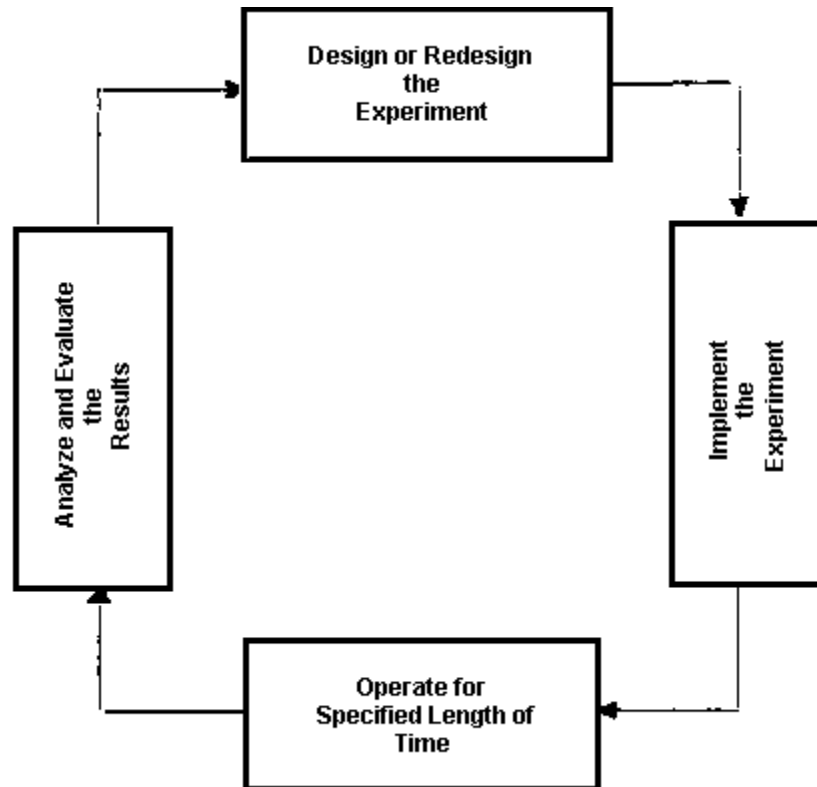 Design or Redesign
the
Experiment
Implement
the
Experiment
Operate for
Specified Length of
Time
Analyze and Evaluate
the
Results